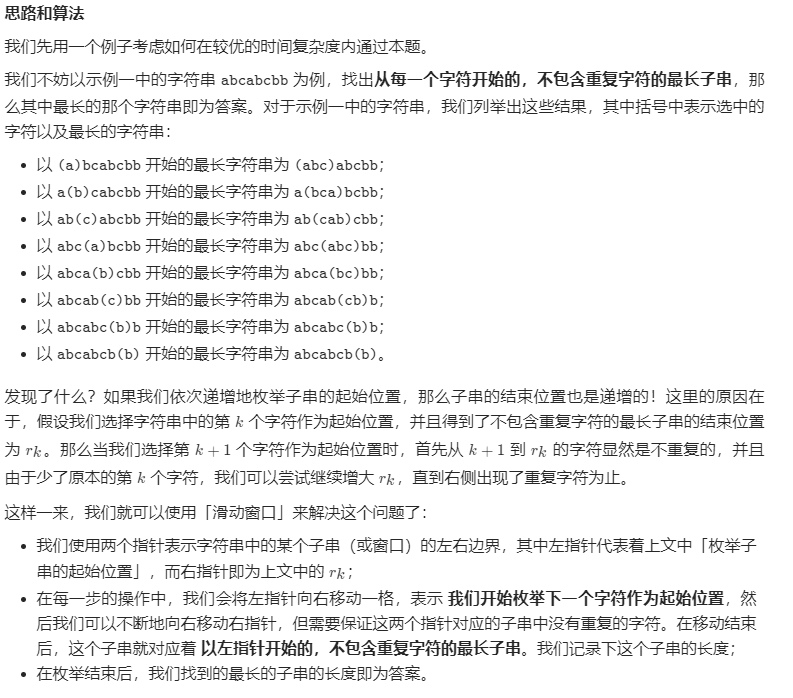 思路和算法
我们先用一个例子考虑如何在较优的时间复杂度内通过本题。
我们不妨以示例一中的字符串 abcabcbb 为例，找出从每一个字符开始的，不包含重复字符的最长子串，那
么其中最长的那个字符串即为答案。对于示例一中的字符串，我们列举出这些结果，其中括号中表示选中的
字符以及最长的字符串：
• 以 (a)bcabcbb 开始的最长字符串为 (abc)abcbb；
• 以 a(b)cabcbb 开始的最长字符串为 a(bca)bcbb；
• 以 ab(c)abcbb 开始的最长字符串为 ab(cab)cbb；
• 以 abc(a)bcbb 开始的最长字符串为 abc(abc)bb；
• 以 abca(b)cbb 开始的最长字符串为 abca(bc)bb；
• 以 abcab(c)bb 开始的最长字符串为 abcab(cb)b；
• 以 abcabc(b)b 开始的最长字符串为 abcabc(b)b；
• 以 abcabcb(b) 开始的最长字符串为 abcabcb(b)。
发现了什么？如果我们依次递增地枚举子串的起始位置，那么子串的结束位置也是递增的！这里的原因在
于，假设我们选择字符串中的第 k 个字符作为起始位置，并且得到了不包含重复字符的最长子串的结束位置
为 rk。那么当我们选择第 k + 1 个字符作为起始位置时，首先从 k + 1 到 rk 的字符显然是不重复的，并且
由于少了原本的第 k 个字符，我们可以尝试继续增大 rk，直到右侧出现了重复字符为止。
这样一来，我们就可以使用「滑动窗口」来解决这个问题了：
• 我们使用两个指针表示字符串中的某个子串（或窗口）的左右边界，其中左指针代表着上文中「枚举子
串的起始位置」，而右指针即为上文中的 rk；
• 在每一步的操作中，我们会将左指针向右移动一格，表示 我们开始枚举下一个字符作为起始位置，然
后我们可以不断地向右移动右指针，但需要保证这两个指针对应的子串中没有重复的字符。在移动结束
后，这个子串就对应着 以左指针开始的，不包含重复字符的最长子串。我们记录下这个子串的长度；
• 在枚举结束后，我们找到的最长的子串的长度即为答案。